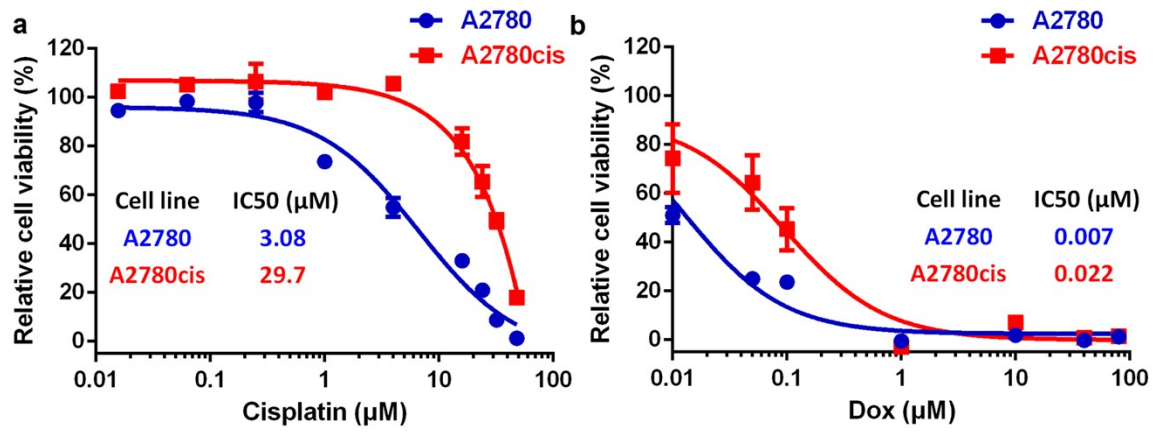 a
A2780
A2780cis
Relative cell viability (%)
120
100
80
60
40
20
0
Cell line IC50 (µM)
A2780 3.08
A2780cis 29.7
0.01 0.1 1 10 100
Cisplatin (µM)
b
A2780
A2780cis
Relative cell viability (%)
120
100
80
60
40
20
0
Cell line IC50 (µM)
A2780 0.007
A2780cis 0.022
0.01 0.1 1 10 100
Dox (µM)